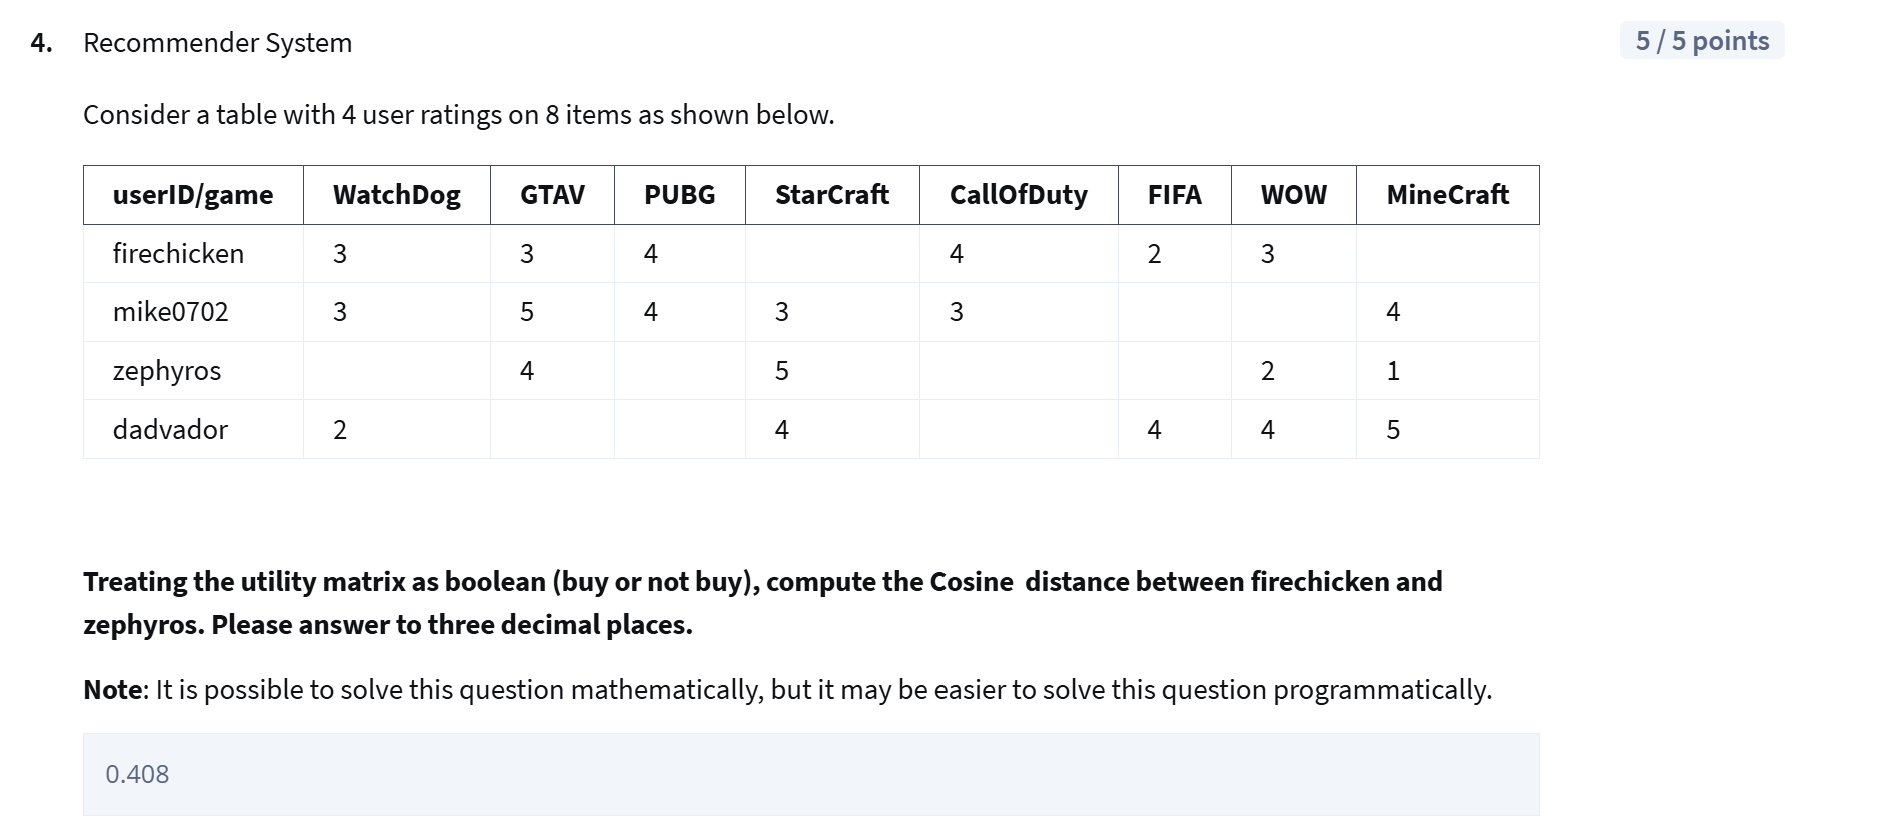 4. Recommender System 5 / 5 points
Consider a table with 4 user ratings on 8 items as shown below.
userID/game WatchDog GTAV PUBG StarCraft CallOfDuty FIFA WOW MineCraft
firechicken 3 3 4 4 2 3
mike0702 3 5 4 3 3 4
zephyros 4 5 2 1
dadvador 2 4 4 4 5
Treating the utility matrix as boolean (buy or not buy), compute the Cosine distance between firechicken and
zephyros. Please answer to three decimal places.
Note: It is possible to solve this question mathematically, but it may be easier to solve this question programmatically.
0.408